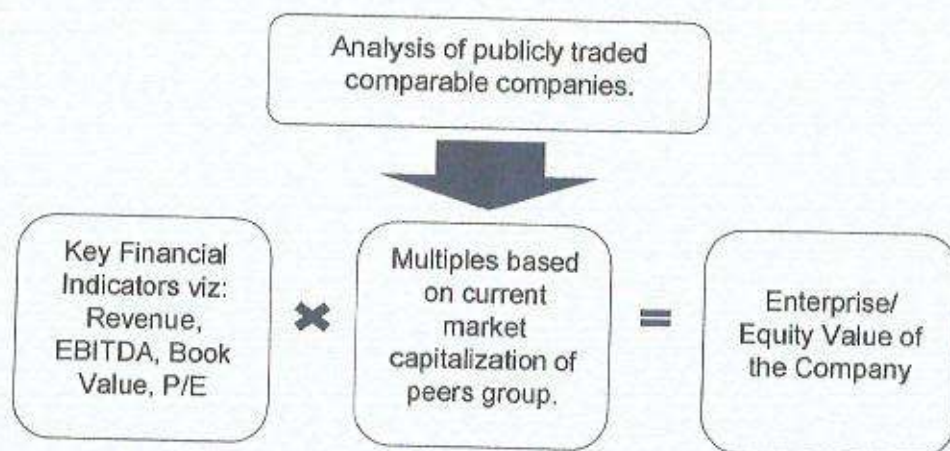 Analysis of publicly traded
comparable companies.
Key Financial
Indicators viz:
Revenue,
EBITDA, Book
Value, P/E
Multiples based
on current
market
capitalization of
peers group.
Enterprise/
Equity Value of
the Company